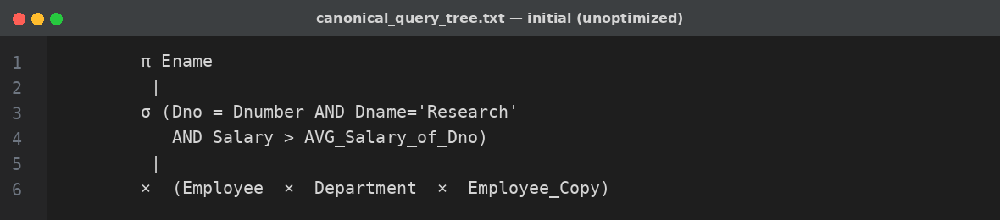 canonical_query_tree.txt — initial (unoptimized)
1 π Ename
2 |
3 σ (Dno = Dnumber AND Dname='Research'
4 AND Salary > AVG_Salary_of_Dno)
5 |
6 × (Employee × Department × Employee_Copy)